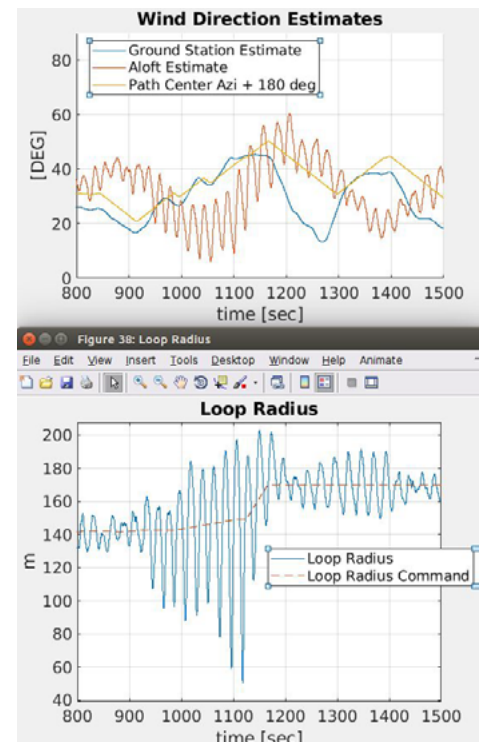 Wind Direction Estimates
Ground Station Estimate
Aloft Estimate
Path Center Azi + 180 deg
80
60
[DEG]
40
20
0
800 900 1000 1100 1200 1300 1400 1500
time [sec]
Figure 38: Loop Radius
File Edit View Insert Tools Desktop Window Help Animate
Loop Radius
200
180
160
140
m
120
Loop Radius
Loop Radius Command
100
80
60
40
800 900 1000 1100 1200 1300 1400 1500
time [sec]